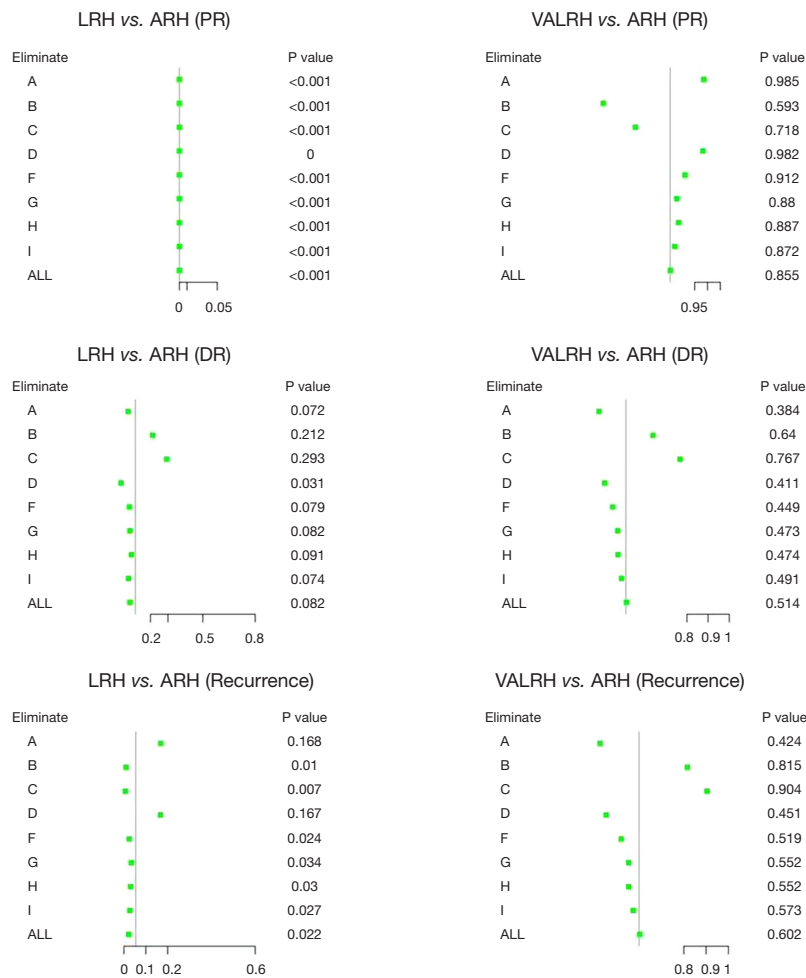 LRH vs. ARH (PR)
Eliminate P value
A <0.001
B <0.001
C <0.001
D 0
F <0.001
G <0.001
H <0.001
I <0.001
ALL <0.001
0 0.05
VALRH vs. ARH (PR)
Eliminate P value
A 0.985
B 0.593
C 0.718
D 0.982
F 0.912
G 0.88
H 0.887
I 0.872
ALL 0.855
0.95
LRH vs. ARH (DR)
Eliminate P value
A 0.072
B 0.212
C 0.293
D 0.031
F 0.079
G 0.082
H 0.091
I 0.074
ALL 0.082
0.2 0.5 0.8
VALRH vs. ARH (DR)
Eliminate P value
A 0.384
B 0.64
C 0.767
D 0.411
F 0.449
G 0.473
H 0.474
I 0.491
ALL 0.514
0.8 0.9 1
LRH vs. ARH (Recurrence)
Eliminate P value
A 0.168
B 0.01
C 0.007
D 0.167
F 0.024
G 0.034
H 0.03
I 0.027
ALL 0.022
0 0.1 0.2 0.6
VALRH vs. ARH (Recurrence)
Eliminate P value
A 0.424
B 0.815
C 0.904
D 0.451
F 0.519
G 0.552
H 0.552
I 0.573
ALL 0.602
0.8 0.9 1